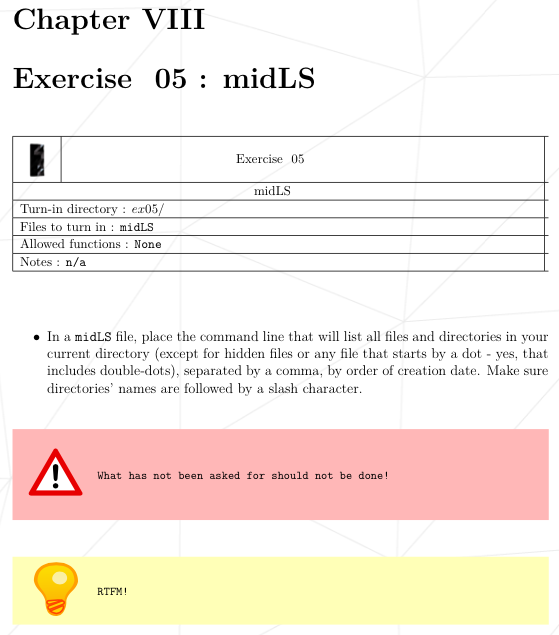 Chapter VIII
Exercise 05 : midLS
Exercise 05
midLS
Turn-in directory : ex05/
Files to turn in : midLS
Allowed functions : None
Notes : n/a
• In a midLS file, place the command line that will list all files and directories in your
current directory (except for hidden files or any file that starts by a dot - yes, that
includes double-dots), separated by a comma, by order of creation date. Make sure
directories' names are followed by a slash character.
What has not been asked for should not be done!
RTFM!